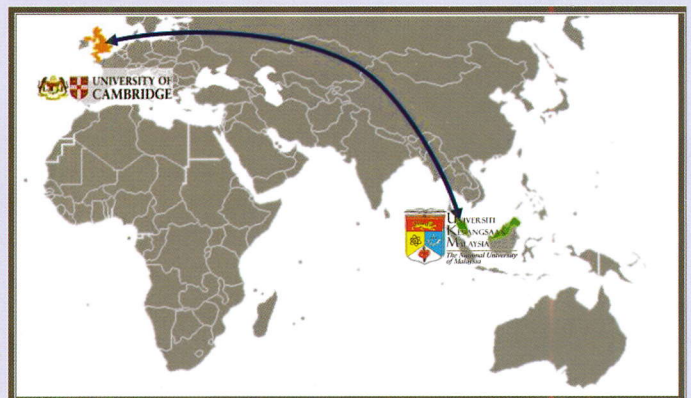 UNIVERSITY OF
CAMBRIDGE
UNIVERSITI
KEBANGSAAN
MALAYSIA
The National University
of Malaysia